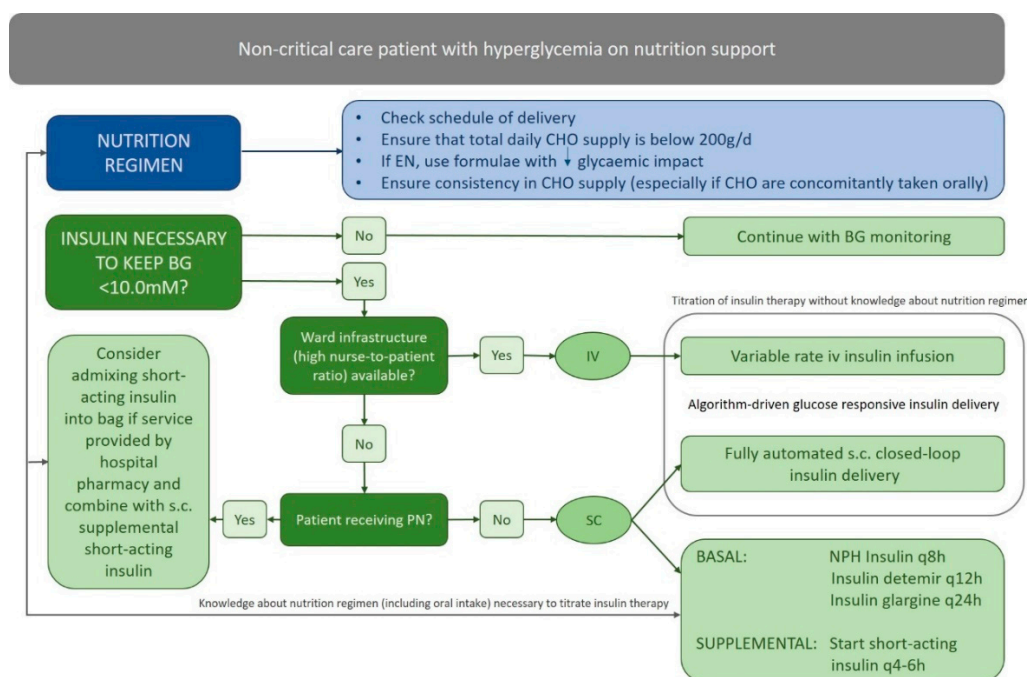 Non-critical care patient with hyperglycemia on nutrition support
NUTRITION
REGIMEN
• Check schedule of delivery
• Ensure that total daily CHO supply is below 200g/d
• If EN, use formulae with ↓ glycaemic impact
• Ensure consistency in CHO supply (especially if CHO are concomitantly taken orally)
INSULIN NECESSARY
TO KEEP BG
<10.0mM?
No
Continue with BG monitoring
Yes
Titration of insulin therapy without knowledge about nutrition regimen
Ward infrastructure
(high nurse-to-patient
ratio) available?
Yes
IV
Variable rate iv insulin infusion
Algorithm-driven glucose responsive insulin delivery
Fully automated s.c. closed-loop
insulin delivery
No
Patient receiving PN?
No
SC
Yes
Consider
admixing short-
acting insulin
into bag if service
provided by
hospital
pharmacy and
combine with s.c.
supplemental
short-acting
insulin
BASAL: NPH Insulin q8h
Insulin detemir q12h
Insulin glargine q24h
SUPPLEMENTAL: Start short-acting
insulin q4-6h
Knowledge about nutrition regimen (including oral intake) necessary to titrate insulin therapy